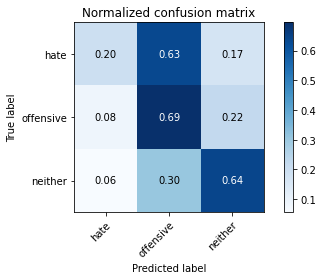 Normalized confusion matrix
True label
hate
0.20 0.63 0.17
offensive
0.08 0.69 0.22
neither
0.06 0.30 0.64
hate
offensive
neither
Predicted label
0.6
0.5
0.4
0.3
0.2
0.1